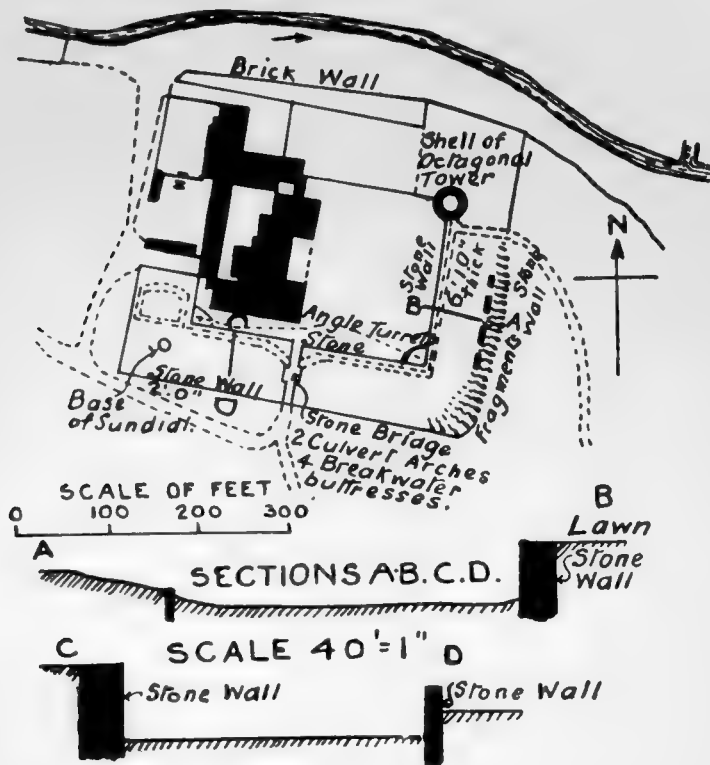 Brick Wall
Shell of
Octagonal
Tower
N
Stone
Wall
6'.10"
thick
B
A
Stone
Wall
fragments
Angle Turret
Stone
Stone Wall
2'.0"
C
D
Base
of Sundial.
Stone Bridge
2 Culvert Arches
4 Breakwater
buttresses.
SCALE OF FEET
0 100 200 300
A
B
Lawn
Stone
Wall
SECTIONS A.B.C.D.
SCALE 40'=1"
C
D
Stone Wall
Stone Wall